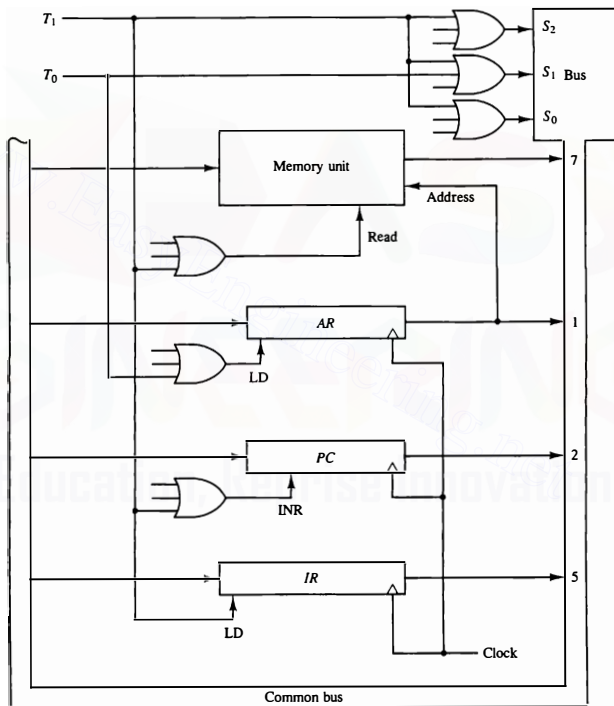 T1
S2
T0
S1 Bus
S0
Memory unit
7
Address
Read
AR
1
LD
PC
2
INR
IR
5
LD
Clock
Common bus